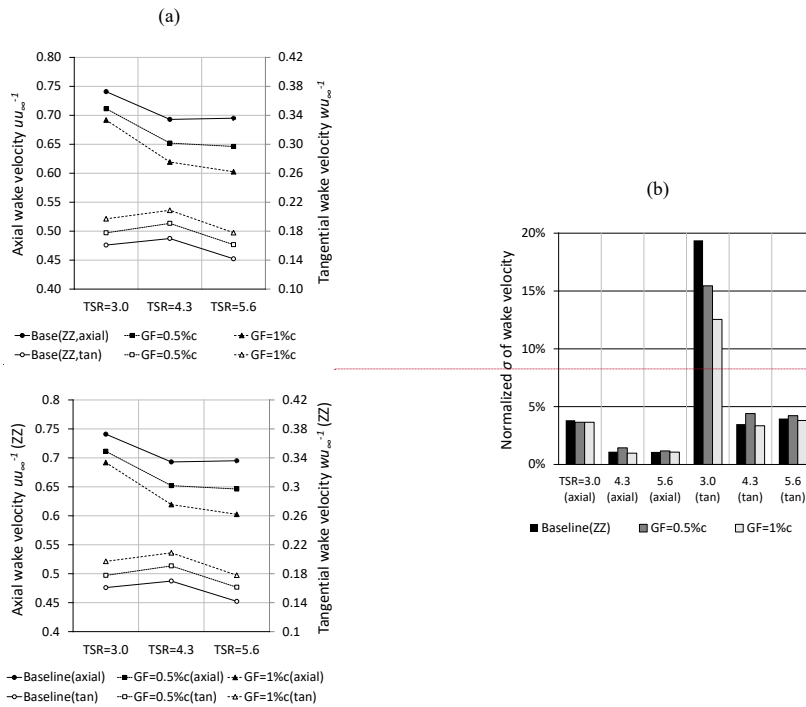 (a)
0.80 0.42
0.75 0.38
0.70 0.34
0.65 0.30
0.60 0.26
0.55 0.22
0.50 0.18
0.45 0.14
0.40 0.10
Axial wake velocity uu∞⁻¹
Tangential wake velocity wu∞⁻¹
TSR=3.0 TSR=4.3 TSR=5.6
Base(ZZ,axial) GF=0.5%c GF=1%c
Base(ZZ,tan) GF=0.5%c GF=1%c
0.8 0.42
0.75 0.38
0.7 0.34
0.65 0.3
0.6 0.26
0.55 0.22
0.5 0.18
0.45 0.14
0.4 0.1
Axial wake velocity uu∞⁻¹ (ZZ)
Tangential wake velocity wu∞⁻¹ (ZZ)
TSR=3.0 TSR=4.3 TSR=5.6
Baseline(axial) GF=0.5%c(axial) GF=1%c(axial)
Baseline(tan) GF=0.5%c(tan) GF=1%c(tan)
(b)
20%
15%
10%
5%
0%
Normalized σ of wake velocity
TSR=3.0 4.3 5.6 3.0 4.3 5.6
(axial) (axial) (axial) (tan) (tan) (tan)
Baseline(ZZ) GF=0.5%c GF=1%c